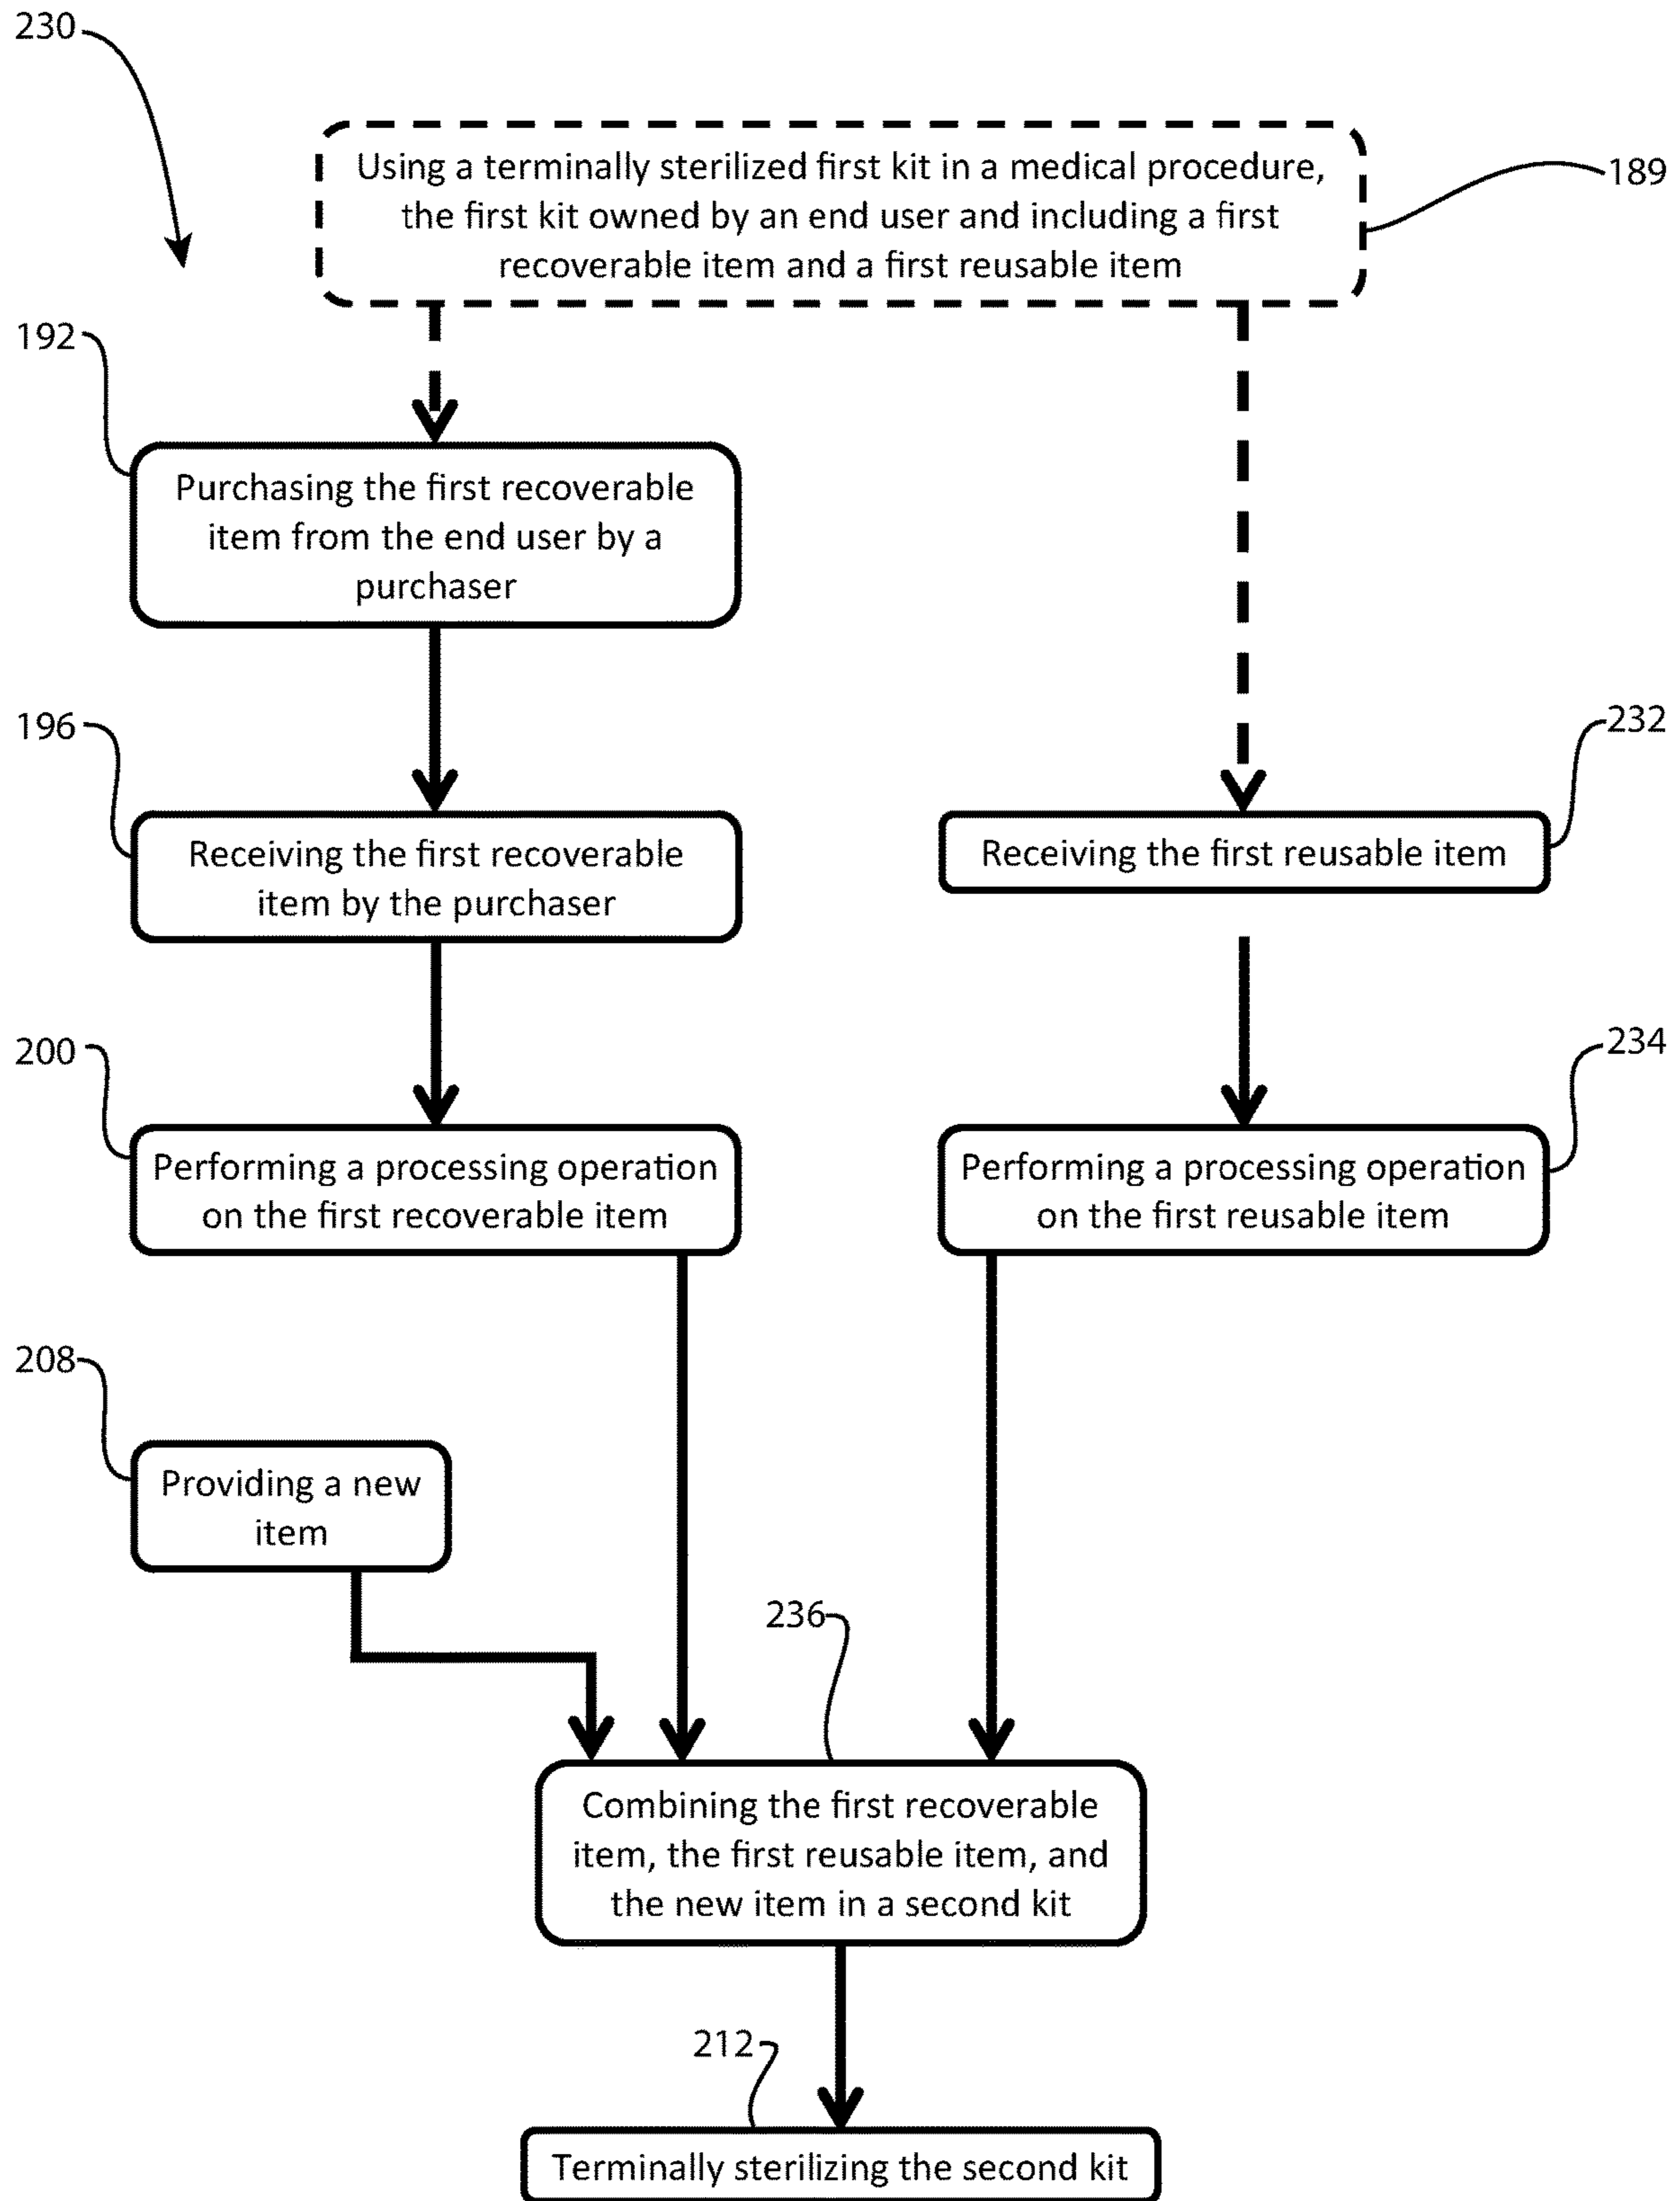 230
Using a terminally sterilized first kit in a medical procedure,
the first kit owned by an end user and including a first
recoverable item and a first reusable item
189
192
Purchasing the first recoverable
item from the end user by a
purchaser
196
Receiving the first recoverable
item by the purchaser
232
Receiving the first reusable item
200
Performing a processing operation
on the first recoverable item
234
Performing a processing operation
on the first reusable item
208
Providing a new
item
236
Combining the first recoverable
item, the first reusable item, and
the new item in a second kit
212
Terminally sterilizing the second kit